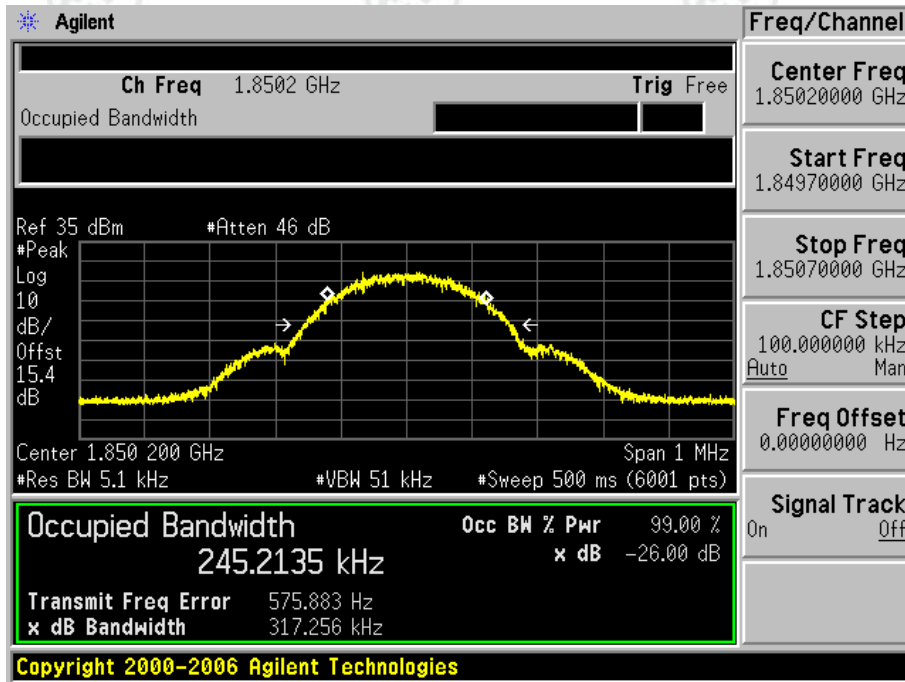 Agilent
Freq/Channel
Ch Freq 1.8502 GHz Trig Free
Occupied Bandwidth
Center Freq
1.85020000 GHz
Start Freq
1.84970000 GHz
Stop Freq
1.85070000 GHz
CF Step
100.000000 kHz
Auto Man
Freq Offset
0.00000000 Hz
Signal Track
On Off
Ref 35 dBm #Atten 46 dB
#Peak
Log
10
dB/
Offst
15.4
dB
Center 1.850 200 GHz Span 1 MHz
#Res BW 5.1 kHz #VBW 51 kHz #Sweep 500 ms (6001 pts)
Occupied Bandwidth Occ BW % Pwr 99.00 %
245.2135 kHz x dB -26.00 dB
Transmit Freq Error 575.883 Hz
x dB Bandwidth 317.256 kHz
Copyright 2000-2006 Agilent Technologies